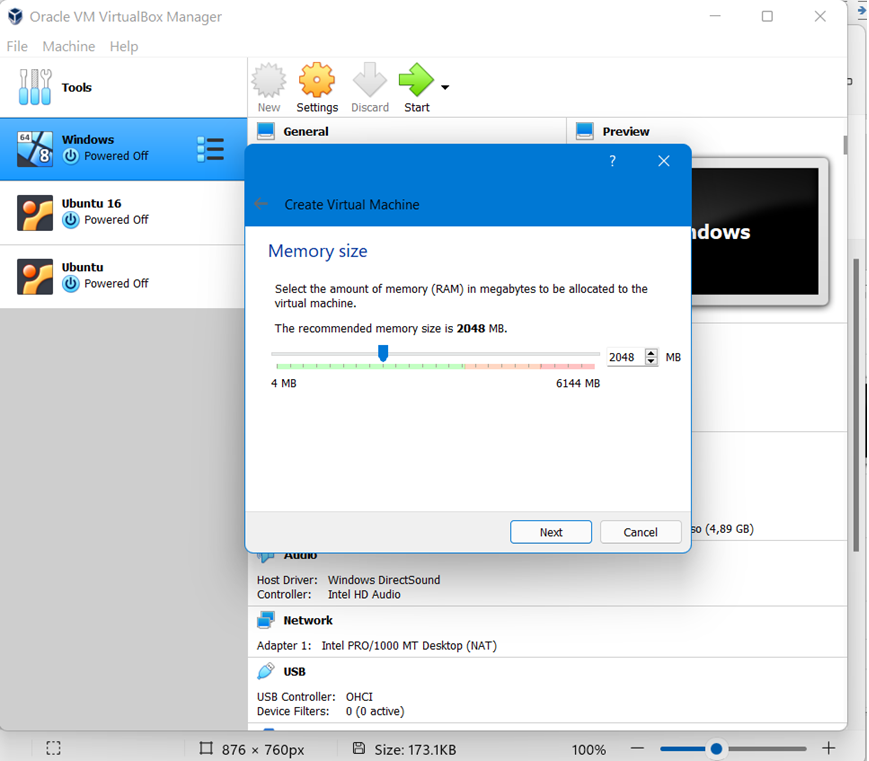 Oracle VM VirtualBox Manager
File Machine Help
Tools
New Settings Discard Start
64
8
Windows
Powered Off
Ubuntu 16
Powered Off
Ubuntu
Powered Off
General
Preview
ndows
?
Create Virtual Machine
Memory size
Select the amount of memory (RAM) in megabytes to be allocated to the
virtual machine.
The recommended memory size is 2048 MB.
2048 MB
4 MB 6144 MB
Next Cancel
so (4,89 GB)
Audio
Host Driver: Windows DirectSound
Controller: Intel HD Audio
Network
Adapter 1: Intel PRO/1000 MT Desktop (NAT)
USB
USB Controller: OHCI
Device Filters: 0 (0 active)
876 × 760px Size: 173.1KB 100%